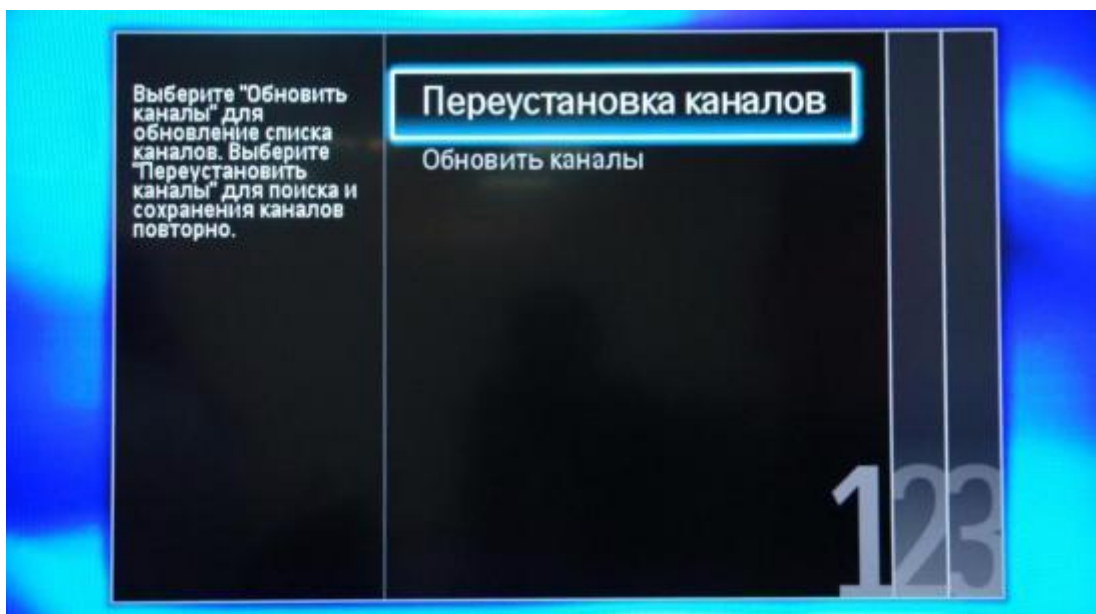 Выберите "Обновить
каналы" для
обновление списка
каналов. Выберите
"Переустановить
каналы" для поиска и
сохранения каналов
повторно.
Переустановка каналов
Обновить каналы
123